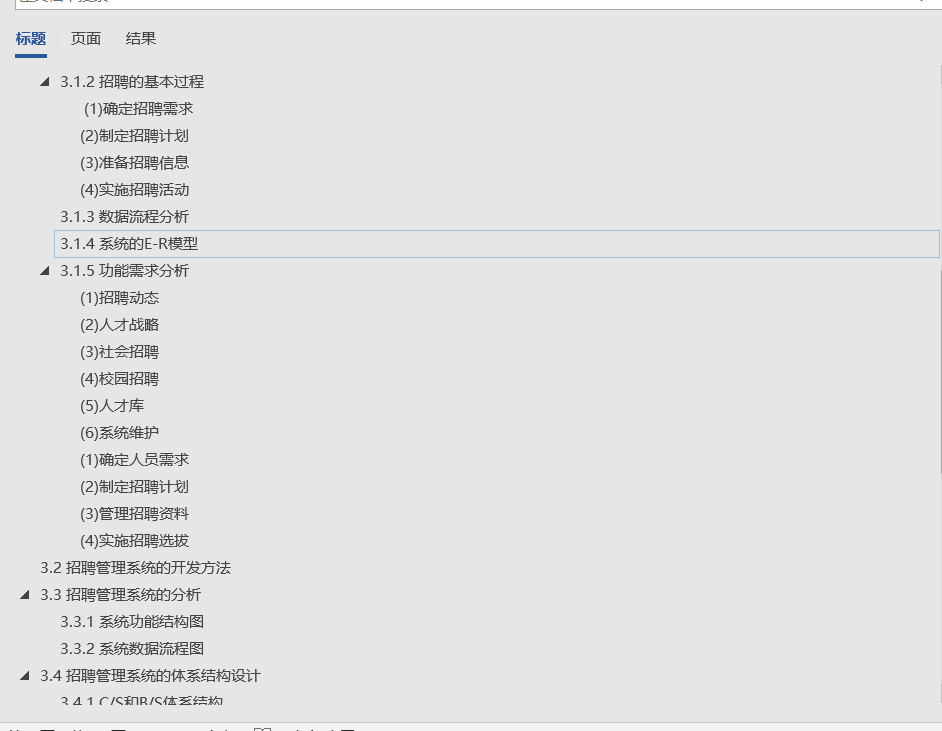 标题 页面 结果
3.1.2 招聘的基本过程
(1)确定招聘需求
(2)制定招聘计划
(3)准备招聘信息
(4)实施招聘活动
3.1.3 数据流程分析
3.1.4 系统的E-R模型
3.1.5 功能需求分析
(1)招聘动态
(2)人才战略
(3)社会招聘
(4)校园招聘
(5)人才库
(6)系统维护
(1)确定人员需求
(2)制定招聘计划
(3)管理招聘资料
(4)实施招聘选拔
3.2 招聘管理系统的开发方法
3.3 招聘管理系统的分析
3.3.1 系统功能结构图
3.3.2 系统数据流程图
3.4 招聘管理系统的体系结构设计
3.4.1 C/S和B/S体系结构